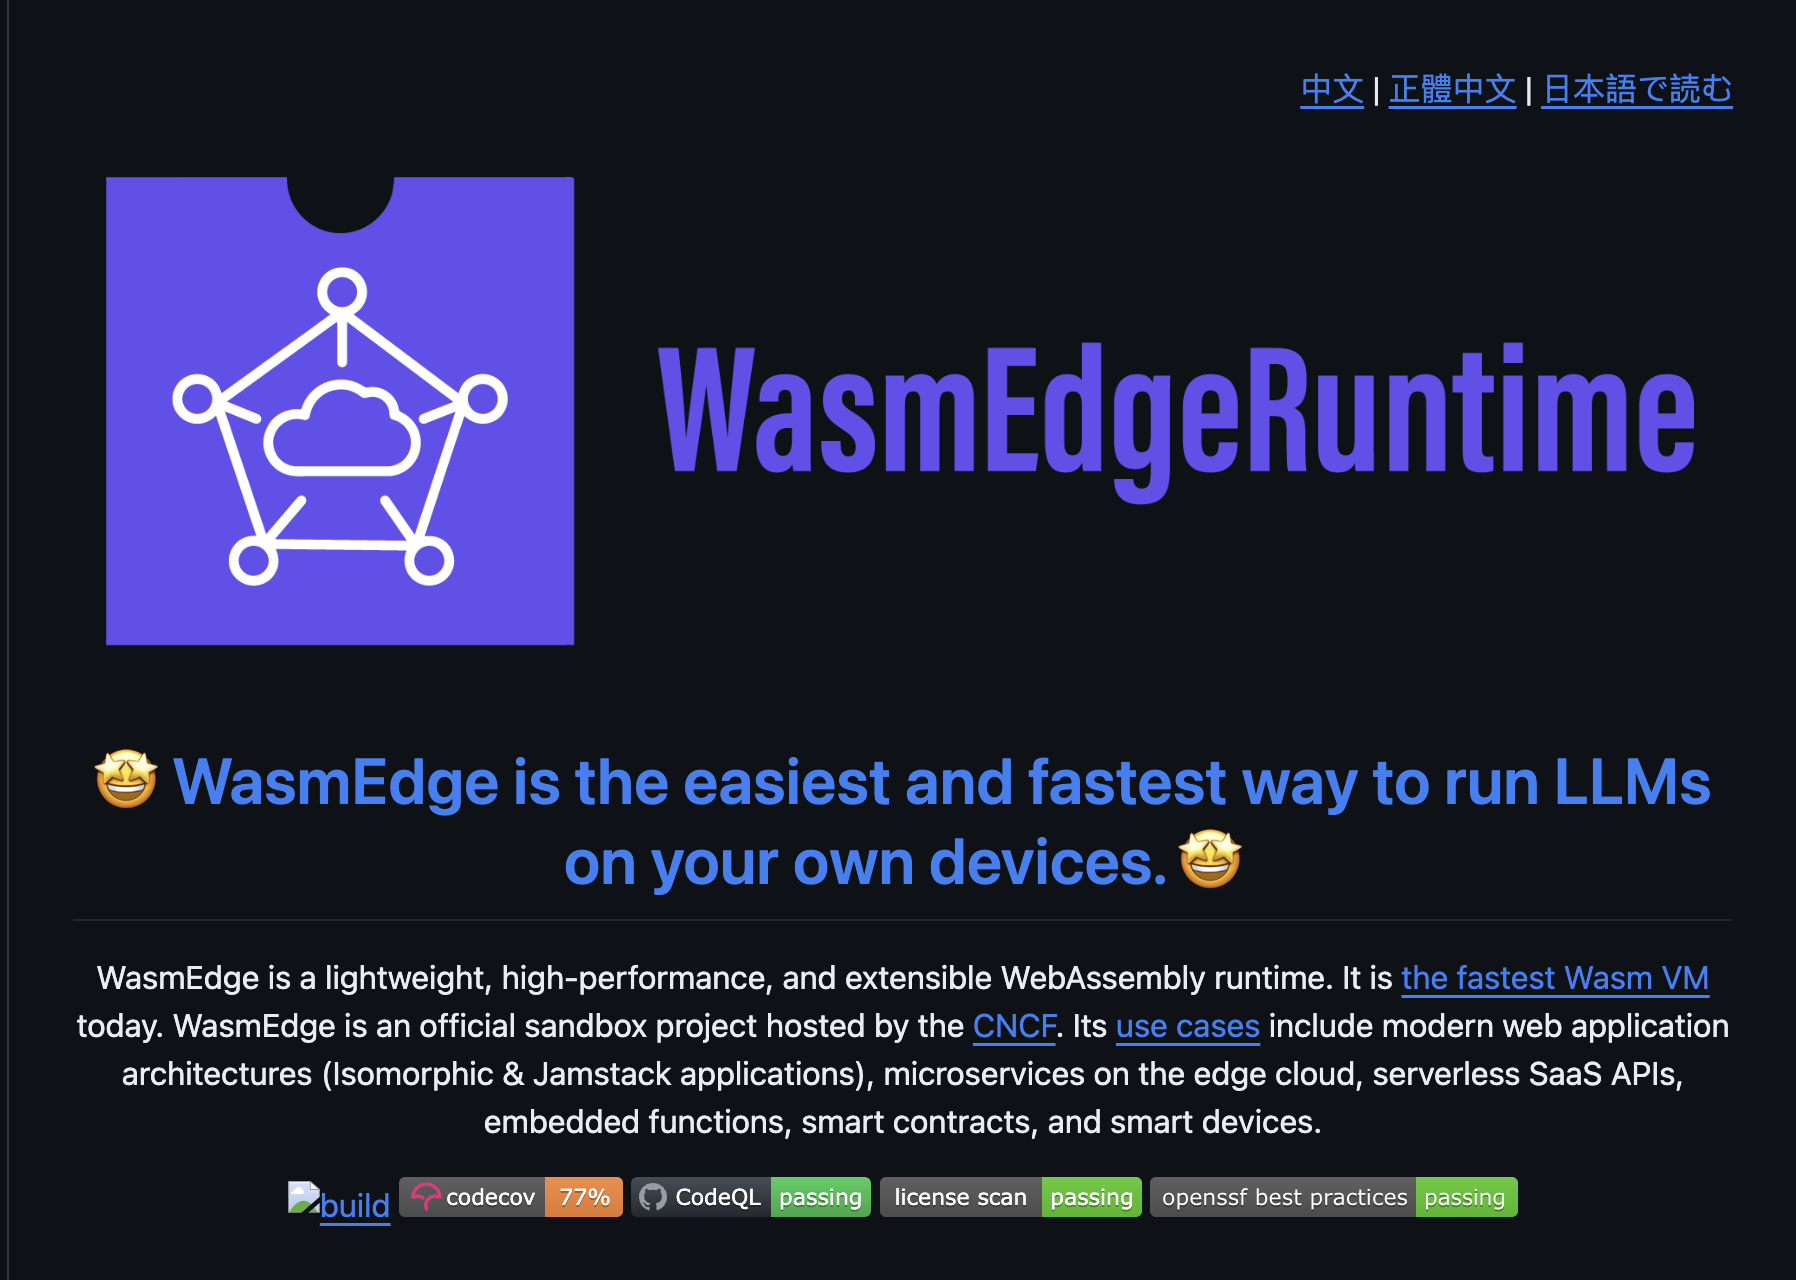 中文 | 正體中文 | 日本語で読む
WasmEdgeRuntime
🤩 WasmEdge is the easiest and fastest way to run LLMs
on your own devices. 🤩
WasmEdge is a lightweight, high-performance, and extensible WebAssembly runtime. It is the fastest Wasm VM
today. WasmEdge is an official sandbox project hosted by the CNCF. Its use cases include modern web application
architectures (Isomorphic & Jamstack applications), microservices on the edge cloud, serverless SaaS APIs,
embedded functions, smart contracts, and smart devices.
build codecov 77% CodeQL passing license scan passing openssf best practices passing